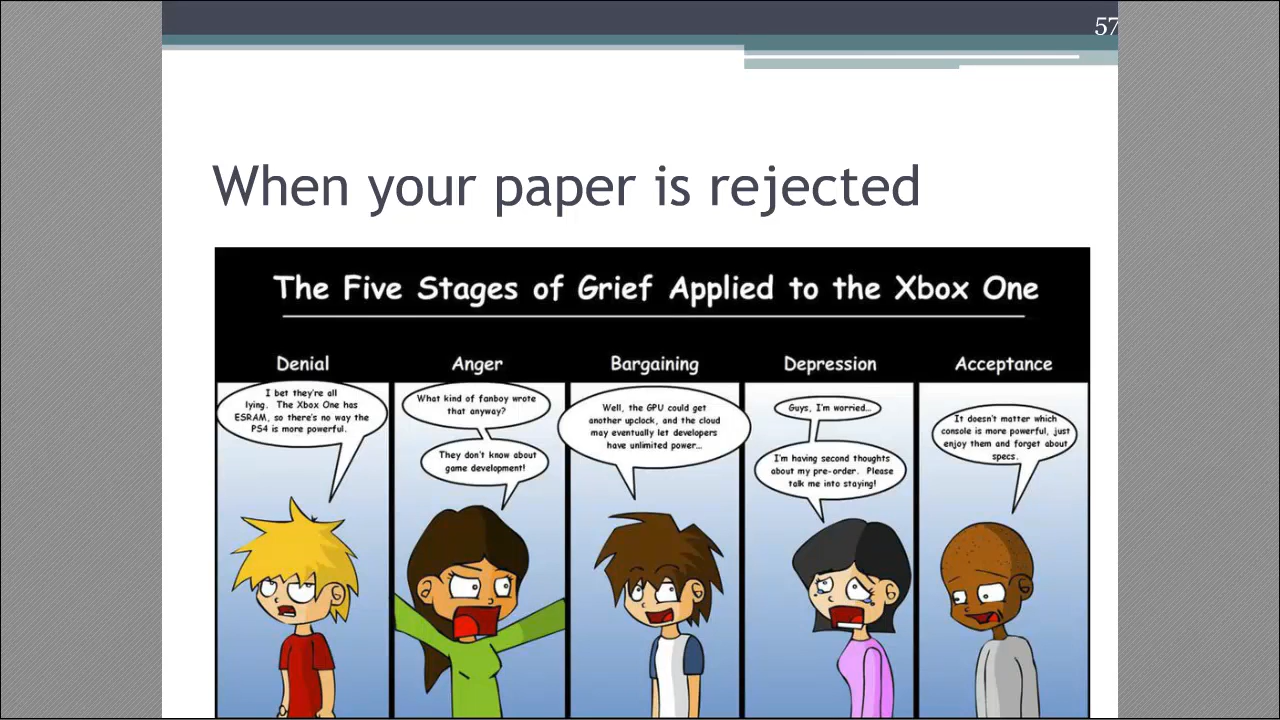 57
When your paper is rejected
The Five Stages of Grief Applied to the Xbox One
Denial
Anger
Bargaining
Depression
Acceptance
I bet they're all
lying. The Xbox One has
ESRAM, so there's no way the
PS4 is more powerful.
What kind of fanboy wrote
that anyway?
They don't know about
game development!
Well, the GPU could get
another upclock, and the cloud
may eventually let developers
have unlimited power...
Guys, I'm worried...
I'm having second thoughts
about my pre-order. Please
talk me into staying!
It doesn't matter which
console is more powerful, just
enjoy them and forget about
specs.